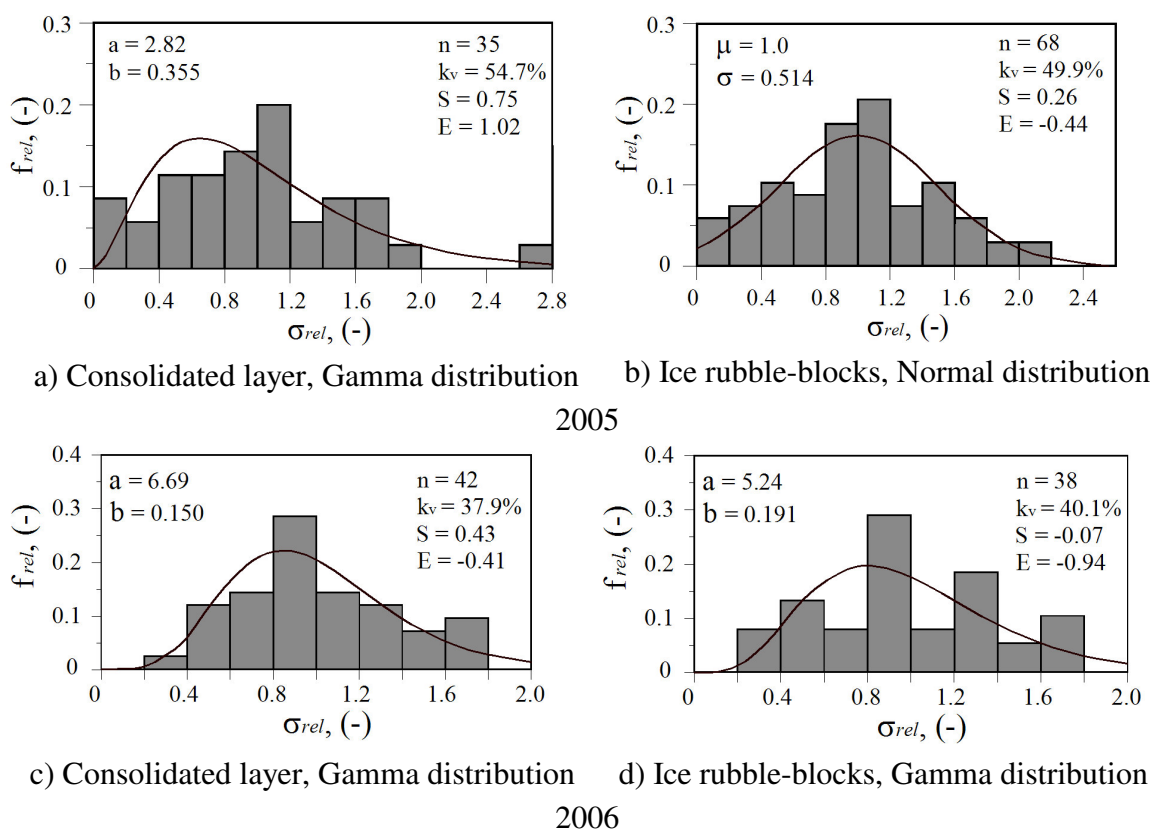 0.3
0.2
0.1
0
f rel, (-)
a = 2.82
b = 0.355
n = 35
kv = 54.7%
S = 0.75
E = 1.02
0 0.4 0.8 1.2 1.6 2.0 2.4 2.8
σrel, (-)
a) Consolidated layer, Gamma distribution
0.3
0.2
0.1
0
f rel, (-)
μ = 1.0
σ = 0.514
n = 68
kv = 49.9%
S = 0.26
E = -0.44
0 0.4 0.8 1.2 1.6 2.0 2.4
σrel, (-)
b) Ice rubble-blocks, Normal distribution
2005
0.4
0.3
0.2
0.1
0
f rel, (-)
a = 6.69
b = 0.150
n = 42
kv = 37.9%
S = 0.43
E = -0.41
0 0.4 0.8 1.2 1.6 2.0
σrel, (-)
c) Consolidated layer, Gamma distribution
0.4
0.3
0.2
0.1
0
f rel, (-)
a = 5.24
b = 0.191
n = 38
kv = 40.1%
S = -0.07
E = -0.94
0 0.4 0.8 1.2 1.6 2.0
σrel, (-)
d) Ice rubble-blocks, Gamma distribution
2006